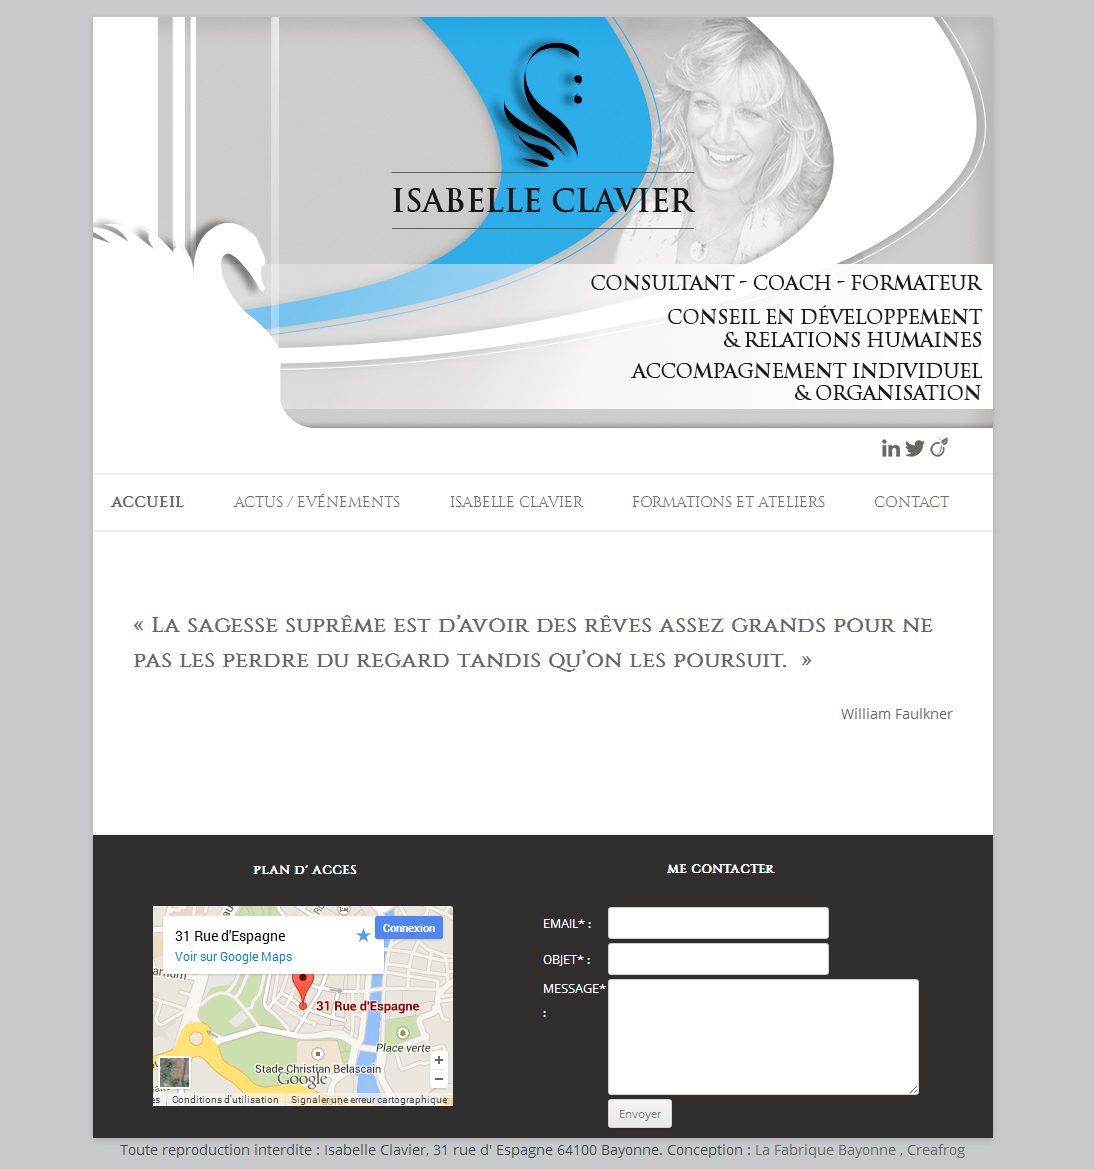 ISABELLE CLAVIER
CONSULTANT - COACH - FORMATEUR
CONSEIL EN DÉVELOPPEMENT
& RELATIONS HUMAINES
ACCOMPAGNEMENT INDIVIDUEL
& ORGANISATION
ACCUEIL ACTUS / EVÉNEMENTS ISABELLE CLAVIER FORMATIONS ET ATELIERS CONTACT
« La sagesse suprême est d’avoir des rêves assez grands pour ne
pas les perdre du regard tandis qu’on les poursuit. »
William Faulkner
PLAN D' ACCES
31 Rue d'Espagne
Connexion
Voir sur Google Maps
31 Rue d'Espagne
Place verte
Stade Christian Belascain
Google
Conditions d'utilisation Signaler une erreur cartographique
ME CONTACTER
EMAIL* :
OBJET* :
MESSAGE*
:
Envoyer
Toute reproduction interdite : Isabelle Clavier, 31 rue d' Espagne 64100 Bayonne. Conception : La Fabrique Bayonne , Creafrog